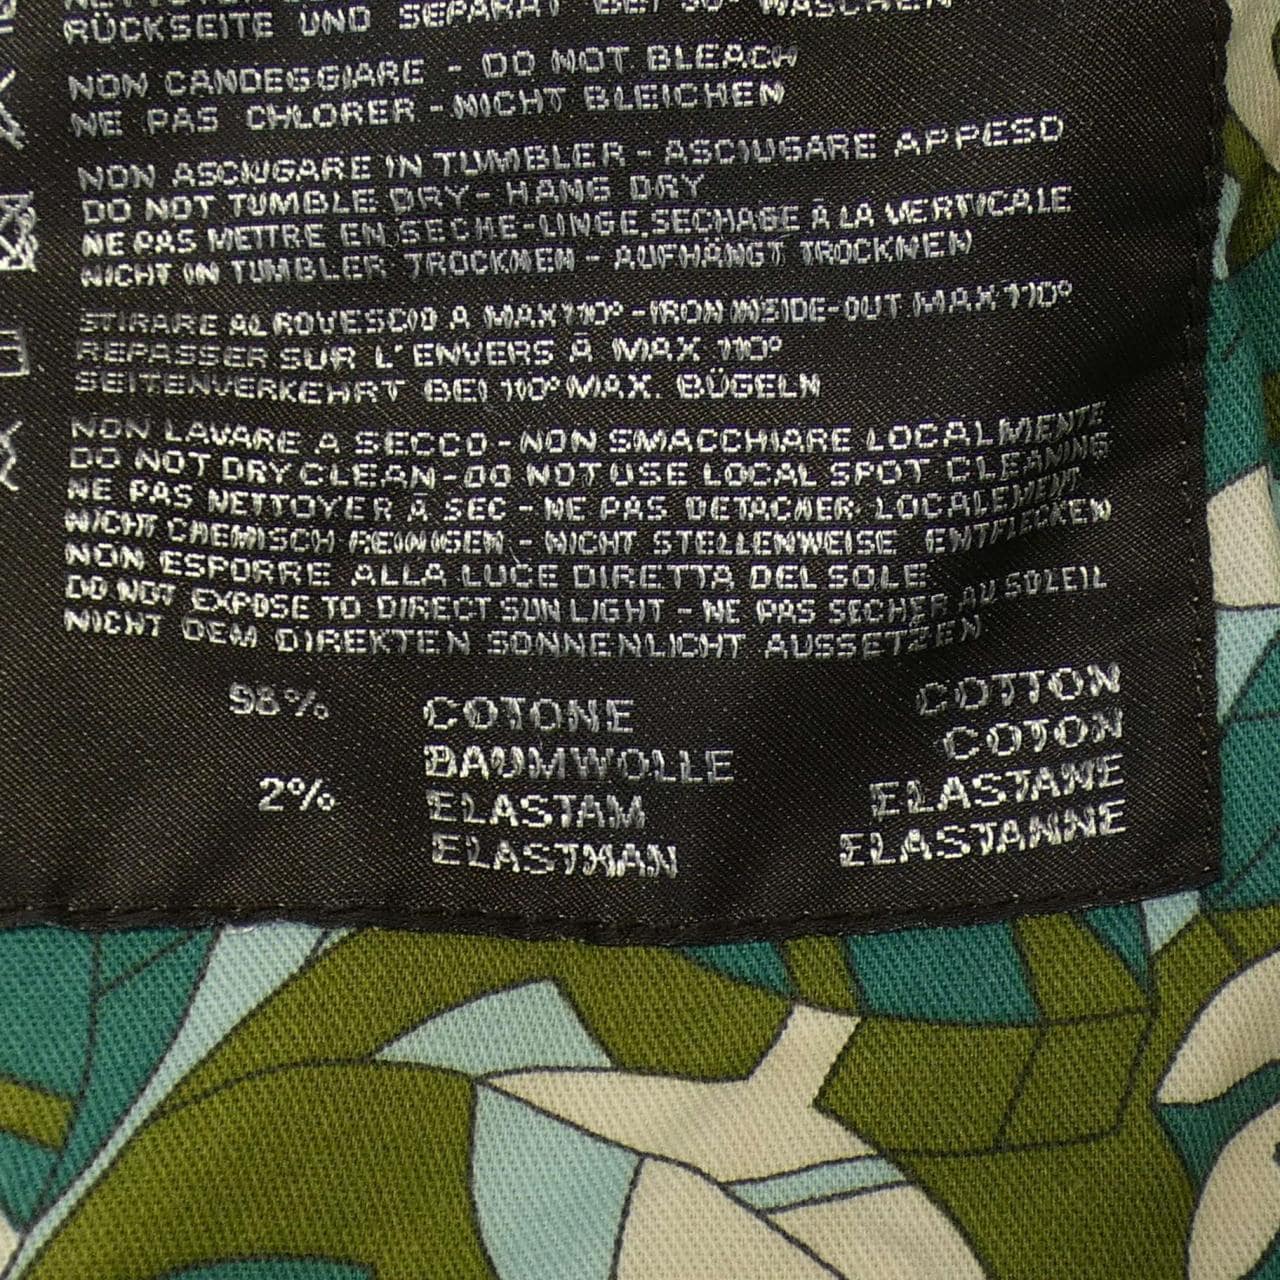 RÜCKSEITE UND SEPARAT BEI 30° WASCHEN
NON CANDEGGIARE - DO NOT BLEACH
NE PAS CHLORER - NICHT BLEICHEN
NON ASCIUGARE IN TUMBLER - ASCIUGARE APPESO
DO NOT TUMBLE DRY - HANG DRY
NE PAS METTRE EN SECHE-LINGE, SECHAGE À LA VERTICALE
NICHT IN TUMBLER TROCKNEN - AUFHÄNGT TROCKNEN
STIRARE AL ROVESCIO A MAX 110° - IRON INSIDE-OUT MAX 110°
REPASSER SUR L'ENVERS À MAX 110°
SEITENVERKEHRT BEI 110° MAX. BÜGELN
NON LAVARE A SECCO - NON SMACCHIARE LOCALMENTE
DO NOT DRY CLEAN - DO NOT USE LOCAL SPOT CLEANING
NE PAS NETTOYER À SEC - NE PAS DETACHER LOCALEMENT
NICHT CHEMISCH REINIGEN - NICHT STELLENWEISE ENTFLECKEN
NON ESPORRE ALLA LUCE DIRETTA DEL SOLE
DO NOT EXPOSE TO DIRECT SUN LIGHT - NE PAS SECHER AU SOLEIL
NICHT DEM DIREKTEN SONNENLICHT AUSSETZEN
98% COTONE COTTON
BAUMWOLLE COTON
2% ELASTAM ELASTANE
ELASTHAN ELASTANNE